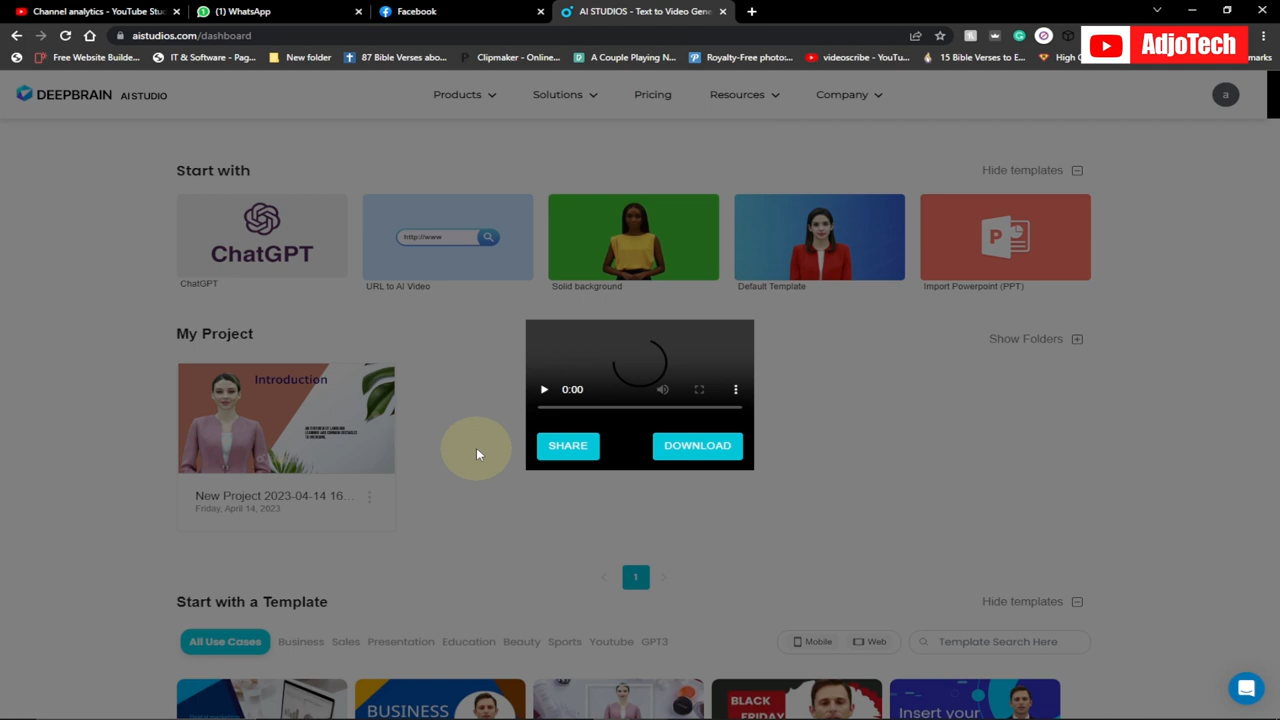 Channel analytics - YouTube Stu
(1) WhatsApp
Facebook
AI STUDIOS - Text to Video Gene
aistudios.com/dashboard
Free Website Builde...
IT & Software - Pag...
New folder
87 Bible Verses abo...
Clipmaker - Online...
A Couple Playing N...
Royalty-Free photo:...
videoscribe - YouTu...
15 Bible Verses to E...
High
AdjoTech
DEEPBRAIN AI STUDIO
Products
Solutions
Pricing
Resources
Company
a
Start with
Hide templates
ChatGPT
http://www
P
ChatGPT
URL to AI Video
Solid background
Default Template
Import Powerpoint (PPT)
My Project
Show Folders
Introduction
0:00
SHARE
DOWNLOAD
New Project 2023-04-14 16...
Friday, April 14, 2023
1
Start with a Template
Hide templates
All Use Cases
Business
Sales
Presentation
Education
Beauty
Sports
Youtube
GPT3
Mobile
Web
Template Search Here
BUSINESS
BLACK
FRIDAY
Insert your